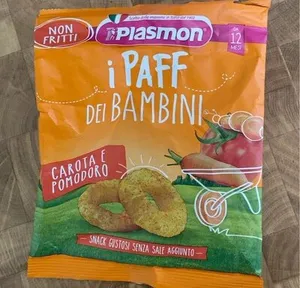 NON
FRITTI
Plasmon
12
MESI
i PAFF
DEI BAMBINI
CAROTA E
POMODORO
SNACK GUSTOSI SENZA SALE AGGIUNTO